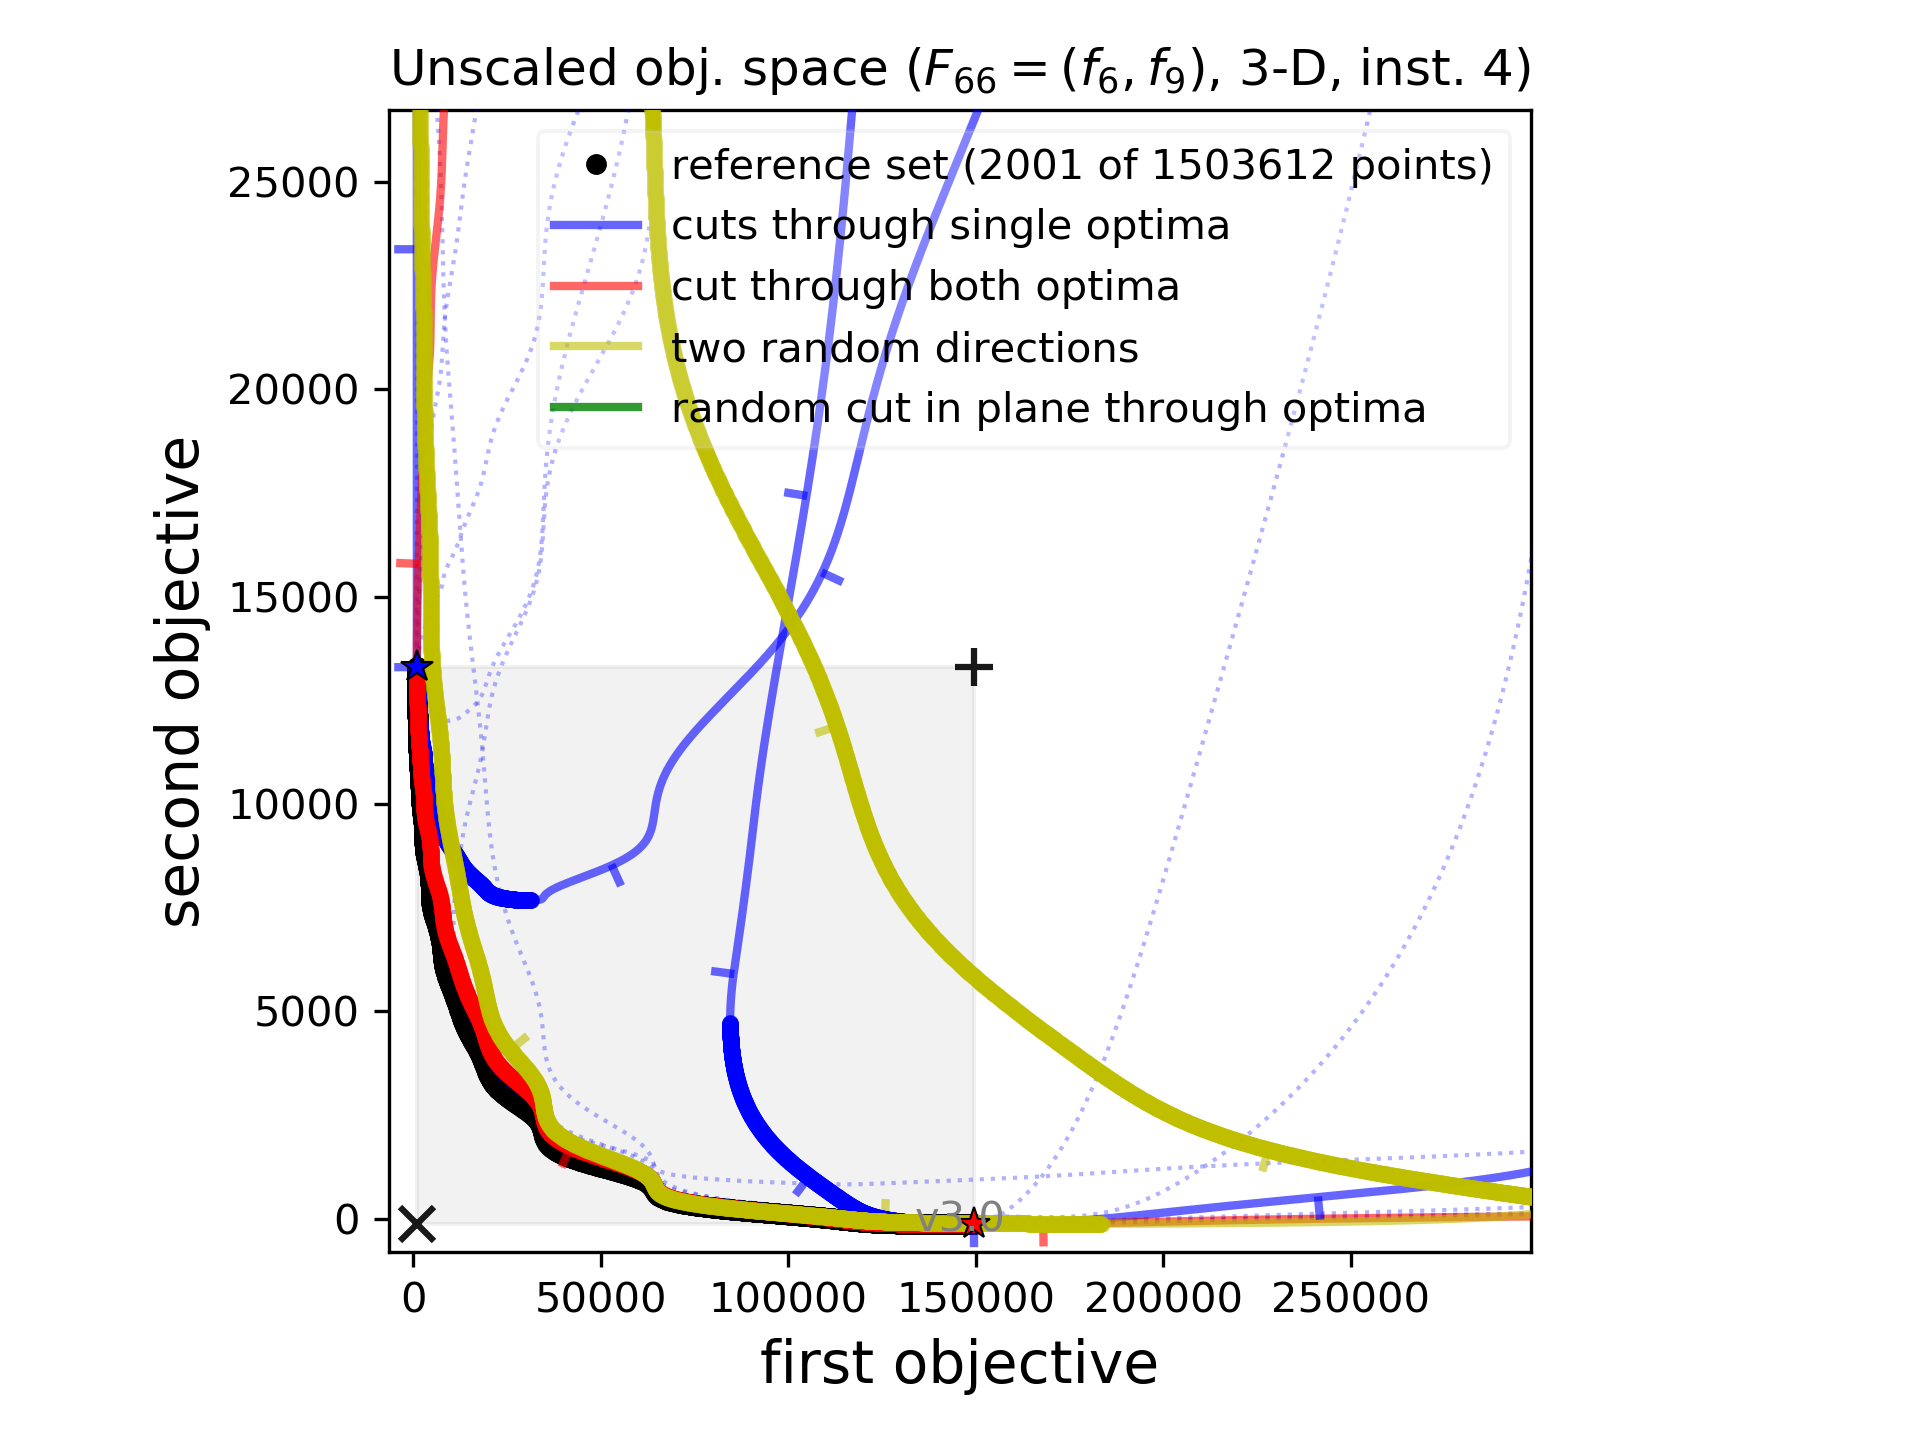 Unscaled obj. space (F66 = (f6, f9), 3-D, inst. 4)
reference set (2001 of 1503612 points)
cuts through single optima
cut through both optima
two random directions
random cut in plane through optima
second objective
25000
20000
15000
10000
5000
0
v3.0
0
50000
100000
150000
200000
250000
first objective